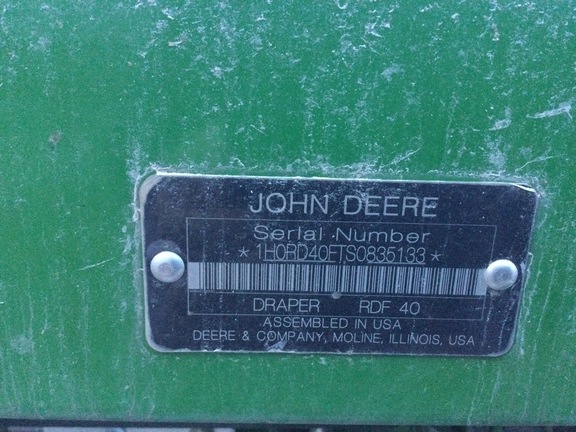 JOHN DEERE
Serial Number
*1H0RD40FTS0835133*
DRAPER RDF 40
ASSEMBLED IN USA
DEERE & COMPANY, MOLINE, ILLINOIS, USA